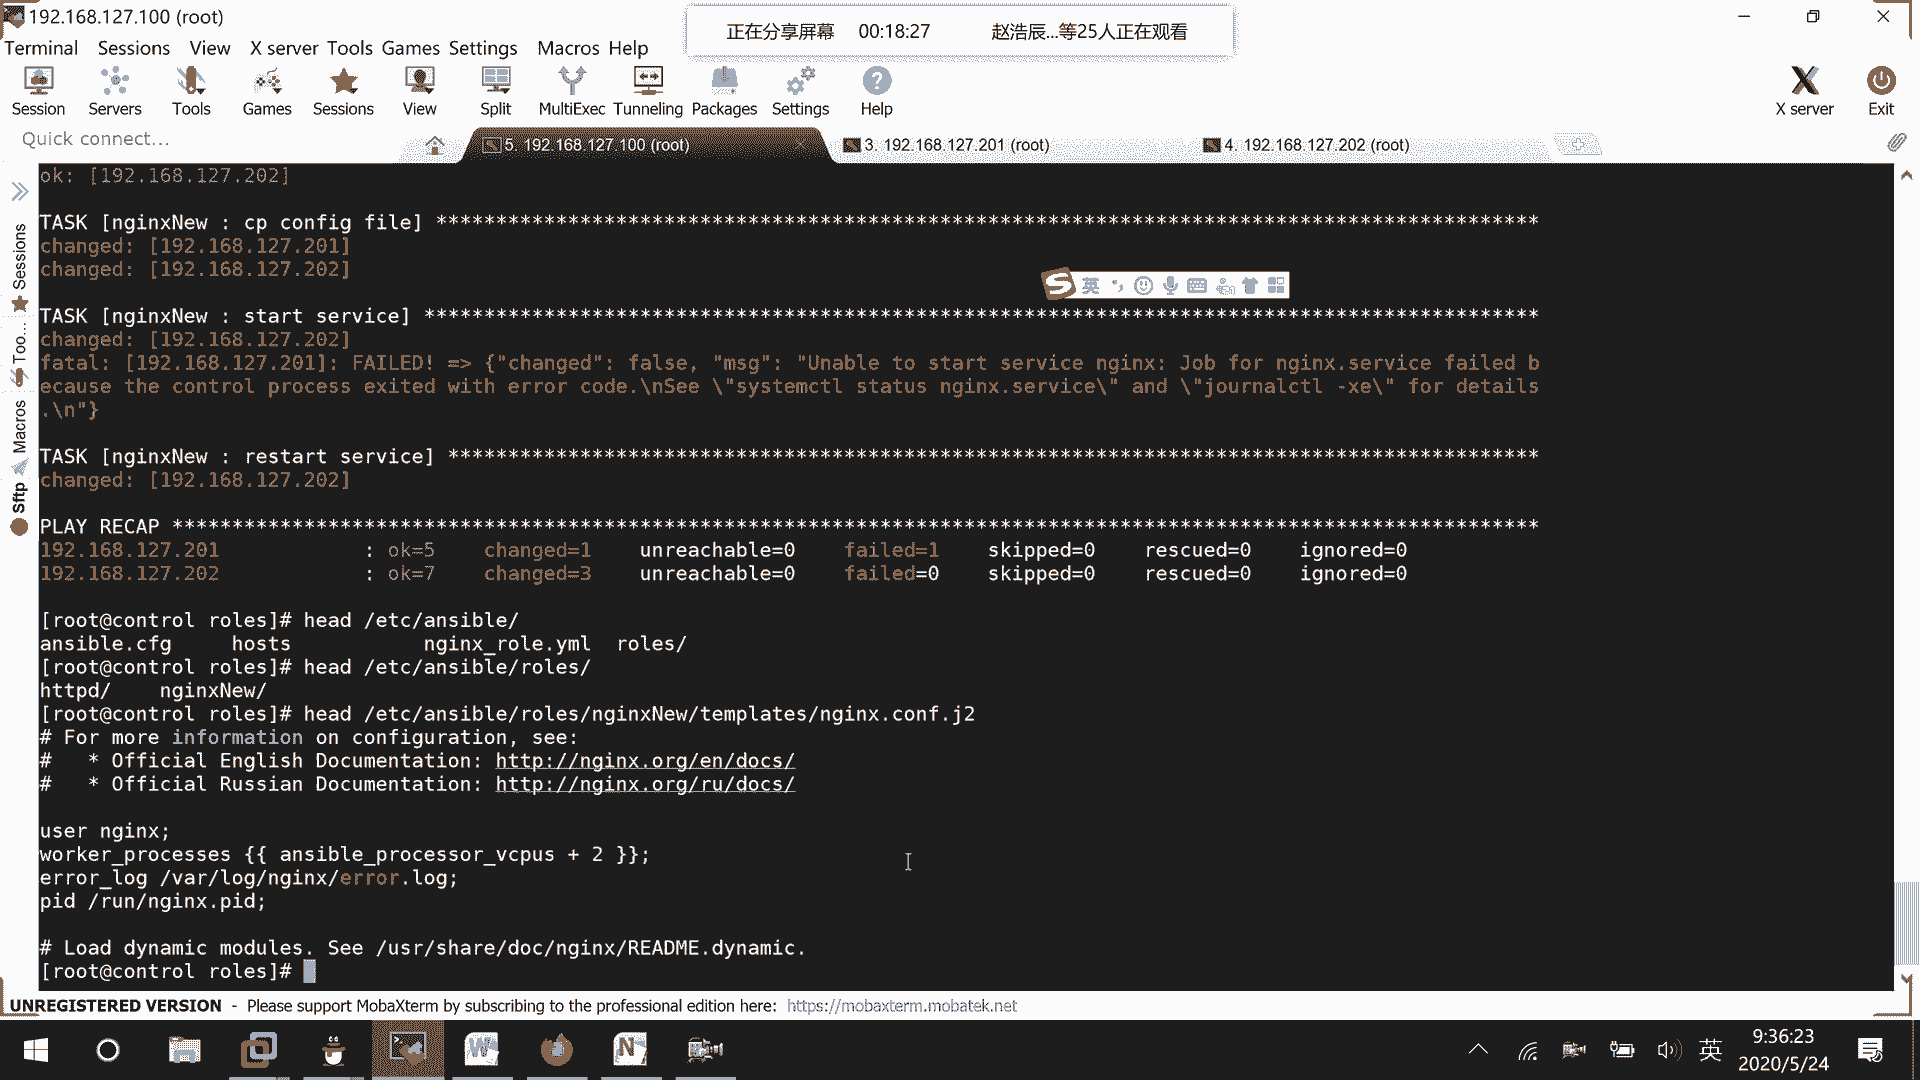 192.168.127.100 (root)
正在分享屏幕 00:18:27 赵浩辰...等25人正在观看
Terminal Sessions View X server Tools Games Settings Macros Help
Session Servers Tools Games Sessions View Split MultiExec Tunneling Packages Settings Help X server Exit
Quick connect...
5. 192.168.127.100 (root) 3. 192.168.127.201 (root) 4. 192.168.127.202 (root)
Sessions
Too...
Macros
Sftp
ok: [192.168.127.202]
TASK [nginxNew : cp config file] ********************************************************************************************
changed: [192.168.127.201]
changed: [192.168.127.202]
英
TASK [nginxNew : start service] *********************************************************************************************
changed: [192.168.127.202]
fatal: [192.168.127.201]: FAILED! => {"changed": false, "msg": "Unable to start service nginx: Job for nginx.service failed b
ecause the control process exited with error code.\nSee \"systemctl status nginx.service\" and \"journalctl -xe\" for details
.\n"}
TASK [nginxNew : restart service] *******************************************************************************************
changed: [192.168.127.202]
PLAY RECAP ******************************************************************************************************************
192.168.127.201 : ok=5 changed=1 unreachable=0 failed=1 skipped=0 rescued=0 ignored=0
192.168.127.202 : ok=7 changed=3 unreachable=0 failed=0 skipped=0 rescued=0 ignored=0
[root@control roles]# head /etc/ansible/
ansible.cfg hosts nginx_role.yml roles/
[root@control roles]# head /etc/ansible/roles/
httpd/ nginxNew/
[root@control roles]# head /etc/ansible/roles/nginxNew/templates/nginx.conf.j2
# For more information on configuration, see:
# * Official English Documentation: http://nginx.org/en/docs/
# * Official Russian Documentation: http://nginx.org/ru/docs/
user nginx;
worker_processes {{ ansible_processor_vcpus + 2 }};
error_log /var/log/nginx/error.log;
pid /run/nginx.pid;
# Load dynamic modules. See /usr/share/doc/nginx/README.dynamic.
[root@control roles]#
UNREGISTERED VERSION - Please support MobaXterm by subscribing to the professional edition here: https://mobaxterm.mobatek.net
英 9:36:23
2020/5/24